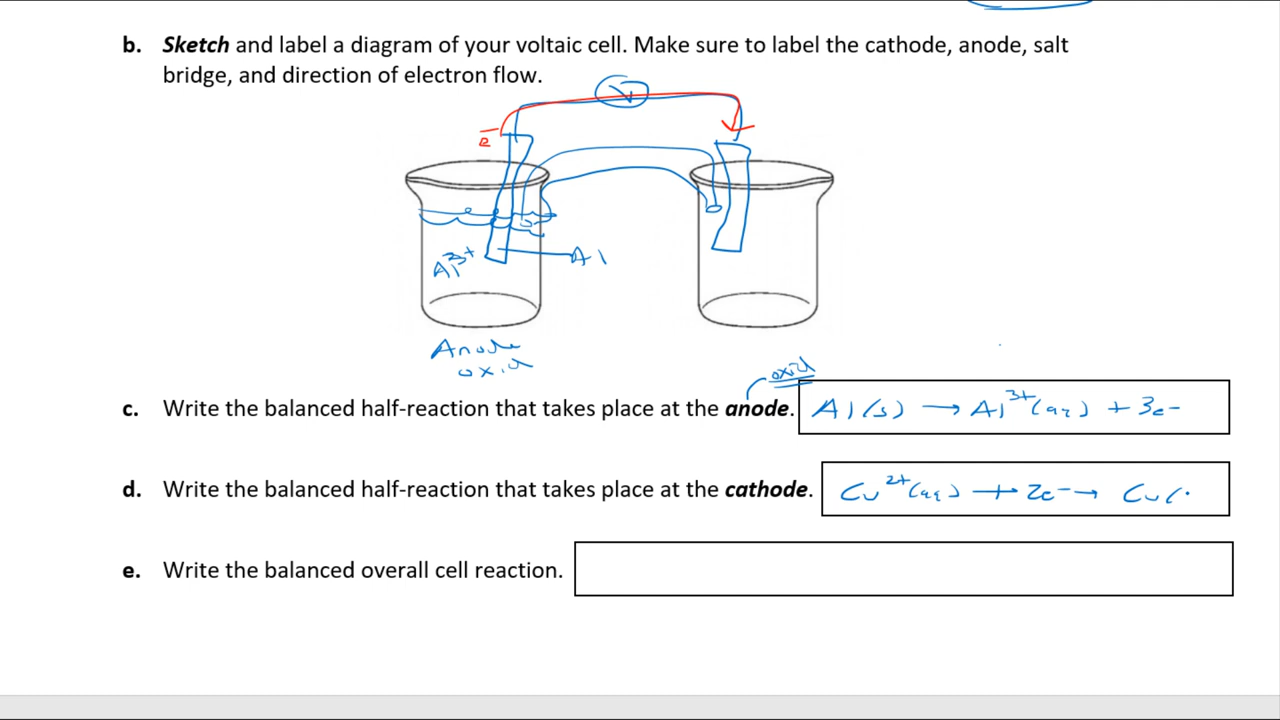 b. Sketch and label a diagram of your voltaic cell. Make sure to label the cathode, anode, salt
bridge, and direction of electron flow.
V
e⁻
Al³⁺
Al
Anode
oxid
oxid
c. Write the balanced half-reaction that takes place at the anode. Al(s) → Al³⁺(aq) + 3e-
d. Write the balanced half-reaction that takes place at the cathode. Cu²⁺(aq) + 2e⁻ → Cu(
e. Write the balanced overall cell reaction.